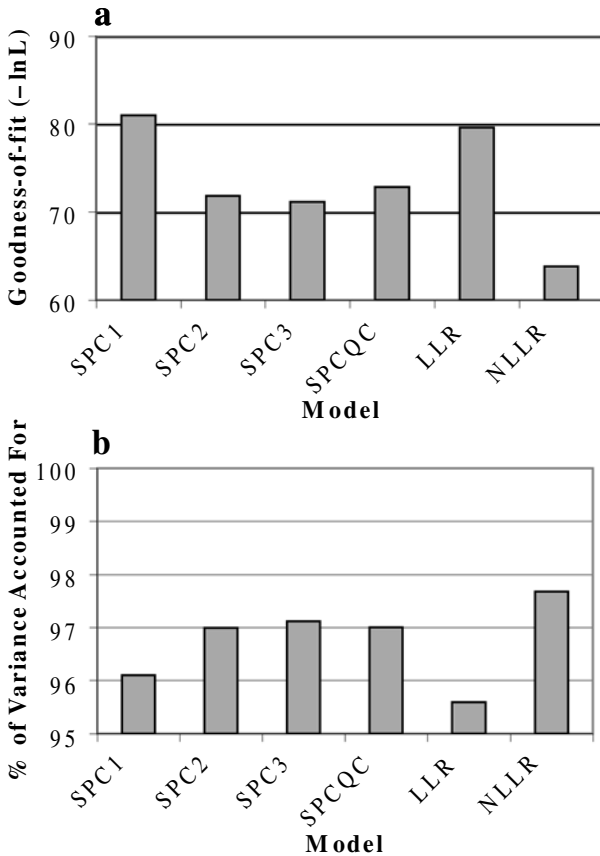 a
Goodness-of-fit (–lnL)
90
80
70
60
SPC1
SPC2
SPC3
SPCQC
LLR
NLLR
Model
b
% of Variance Accounted For
100
99
98
97
96
95
SPC1
SPC2
SPC3
SPCQC
LLR
NLLR
Model